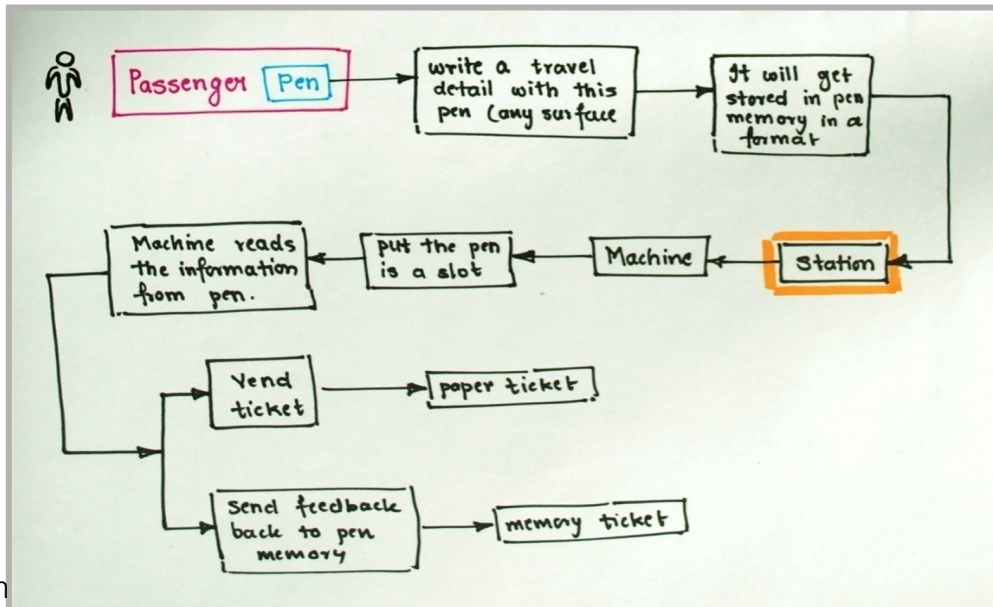 Passenger Pen
write a travel
detail with this
pen (any surface
It will get
stored in pen
memory in a
format
Station
Machine
put the pen
is a slot
Machine reads
the information
from pen.
Vend
ticket
paper ticket
Send feedback
back to pen
memory
memory ticket